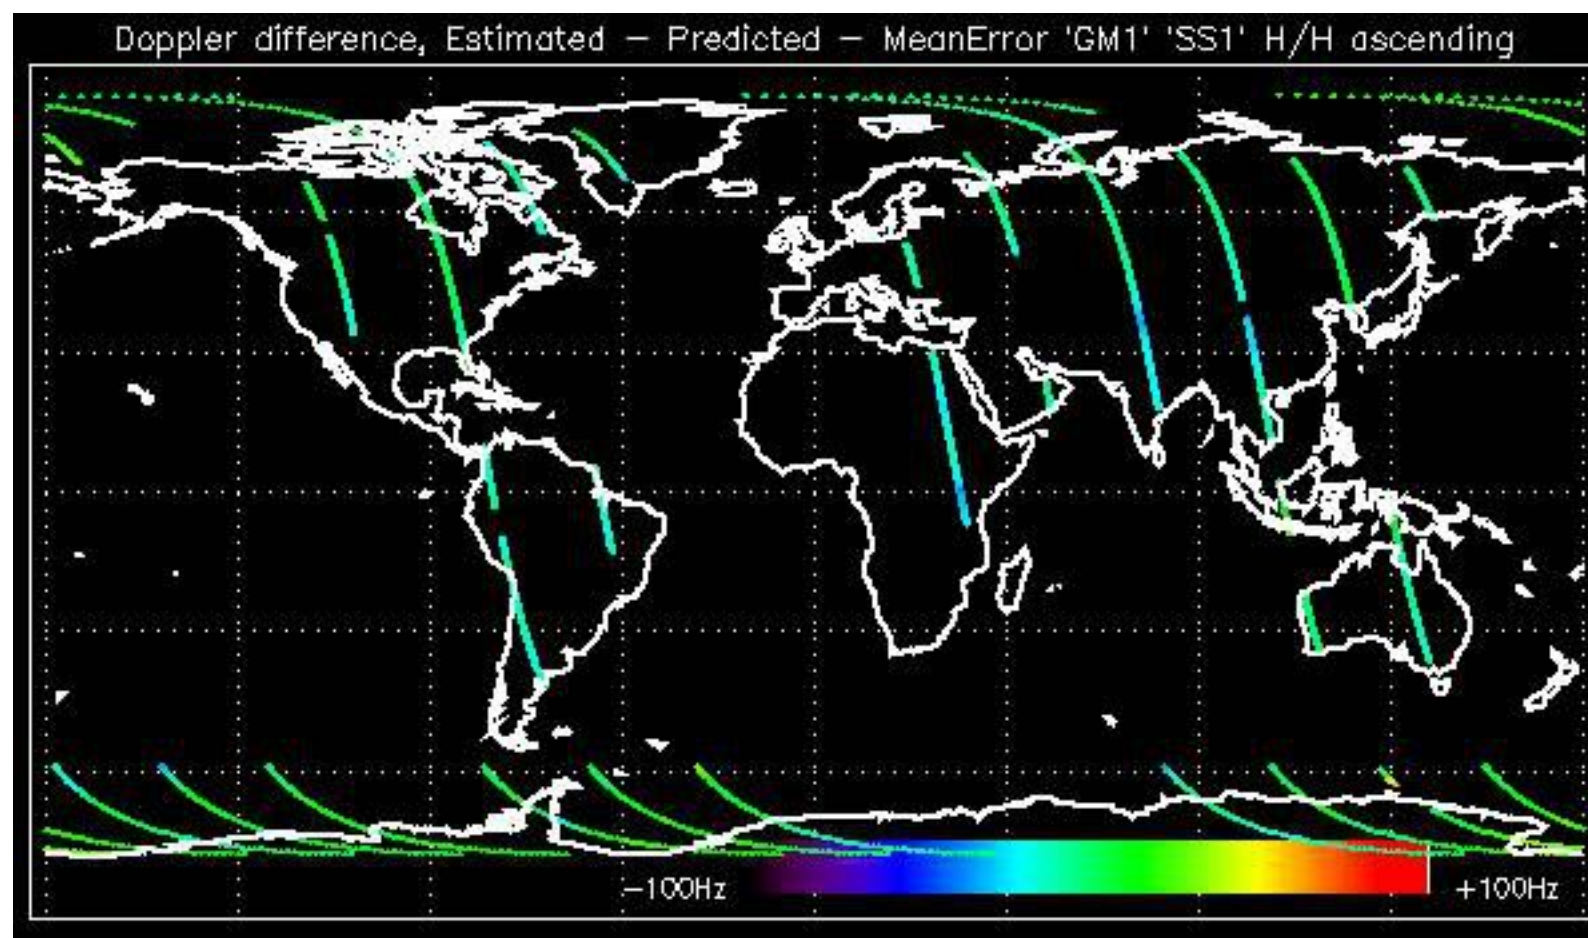 Doppler difference, Estimated – Predicted – MeanError 'GM1' 'SS1' H/H ascending
–100Hz
+100Hz